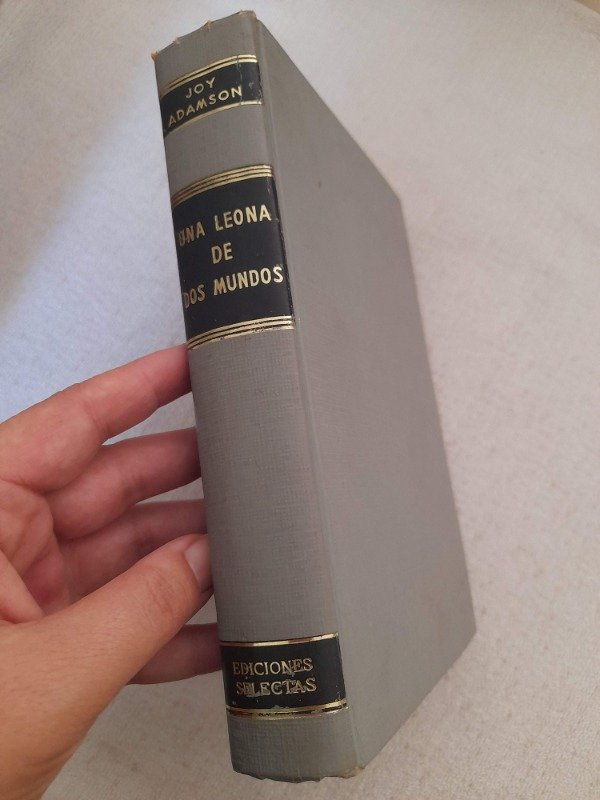 JOY
ADAMSON
UNA LEONA
DE
DOS MUNDOS
EDICIONES
SELECTAS